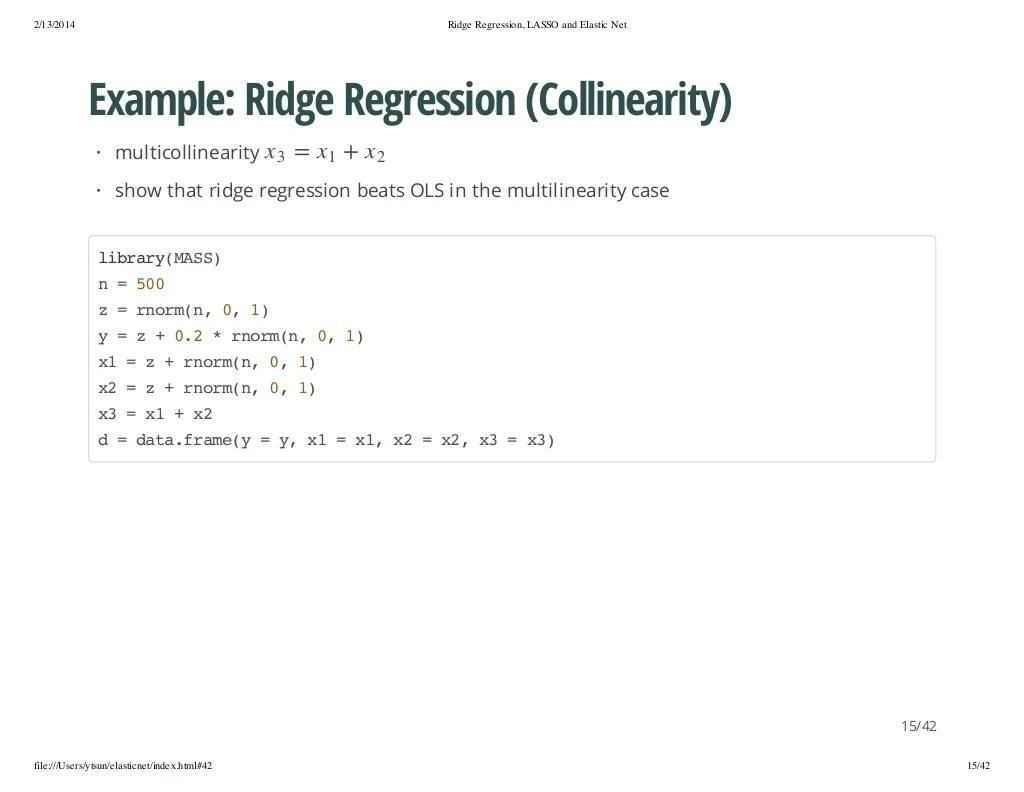 2/13/2014
Ridge Regression, LASSO and Elastic Net
Example: Ridge Regression (Collinearity)
· multicollinearity x₃ = x₁ + x₂
· show that ridge regression beats OLS in the multilinearity case
library(MASS)
n = 500
z = rnorm(n, 0, 1)
y = z + 0.2 * rnorm(n, 0, 1)
x1 = z + rnorm(n, 0, 1)
x2 = z + rnorm(n, 0, 1)
x3 = x1 + x2
d = data.frame(y = y, x1 = x1, x2 = x2, x3 = x3)
15/42
file:///Users/ytsun/elasticnet/index.html#42
15/42